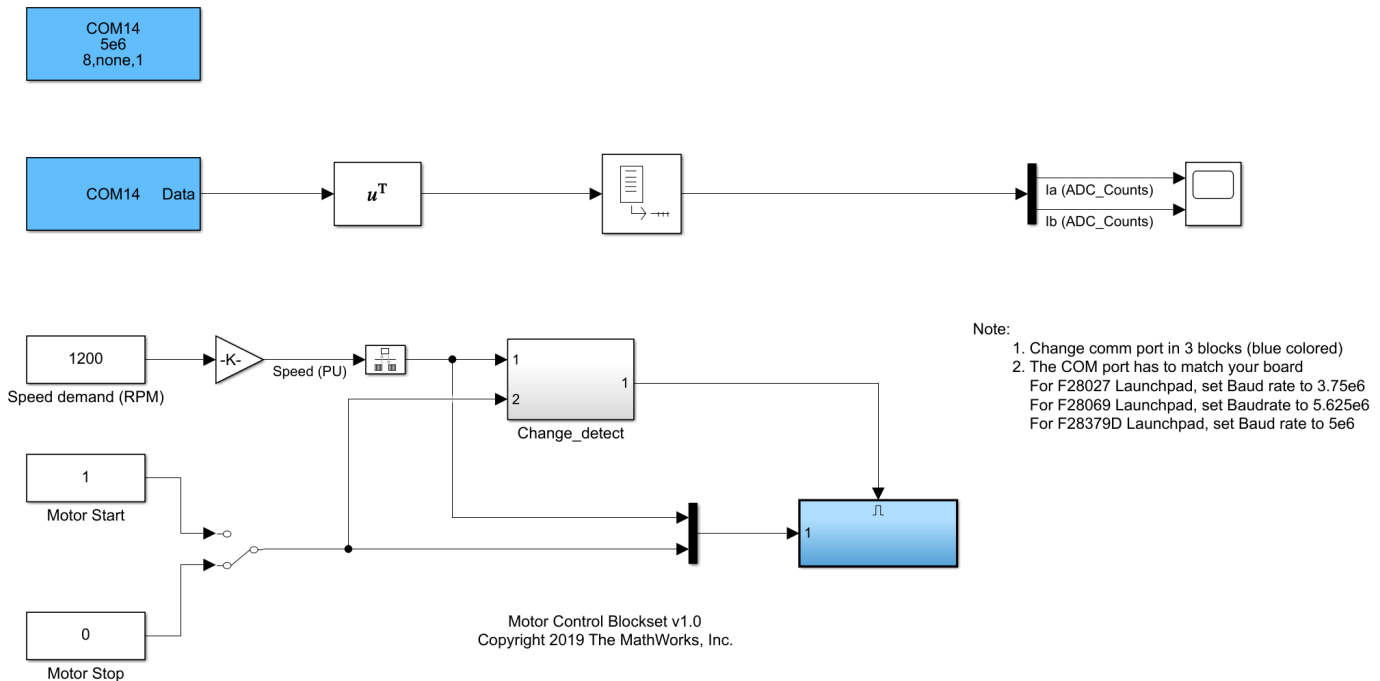 COM14
5e6
8,none,1
COM14
Data
uT
Ia (ADC_Counts)
Ib (ADC_Counts)
1200
Speed demand (RPM)
-K-
Speed (PU)
1
2
1
Change_detect
Note:
1. Change comm port in 3 blocks (blue colored)
2. The COM port has to match your board
For F28027 Launchpad, set Baud rate to 3.75e6
For F28069 Launchpad, set Baudrate to 5.625e6
For F28379D Launchpad, set Baud rate to 5e6
1
Motor Start
1
0
Motor Stop
Motor Control Blockset v1.0
Copyright 2019 The MathWorks, Inc.